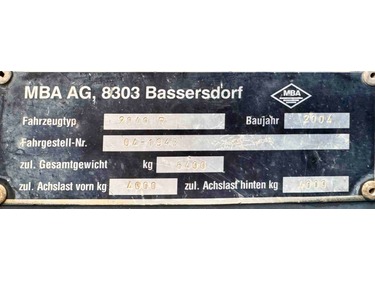 MBA AG, 8303 Bassersdorf
MBA
Fahrzeugtyp
Baujahr 2004
Fahrgestell-Nr.
zul. Gesamtgewicht kg
zul. Achslast vorn kg 4000 zul. Achslast hinten kg